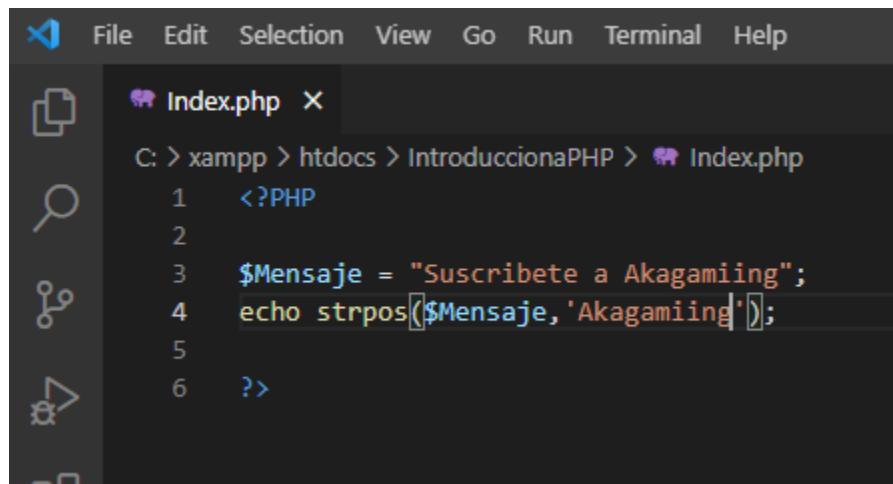 File Edit Selection View Go Run Terminal Help
Index.php
C: > xampp > htdocs > IntroduccionaPHP > Index.php
1 <?PHP
2
3 $Mensaje = "Suscribete a Akagamiing";
4 echo strpos($Mensaje,'Akagamiing');
5
6 ?>